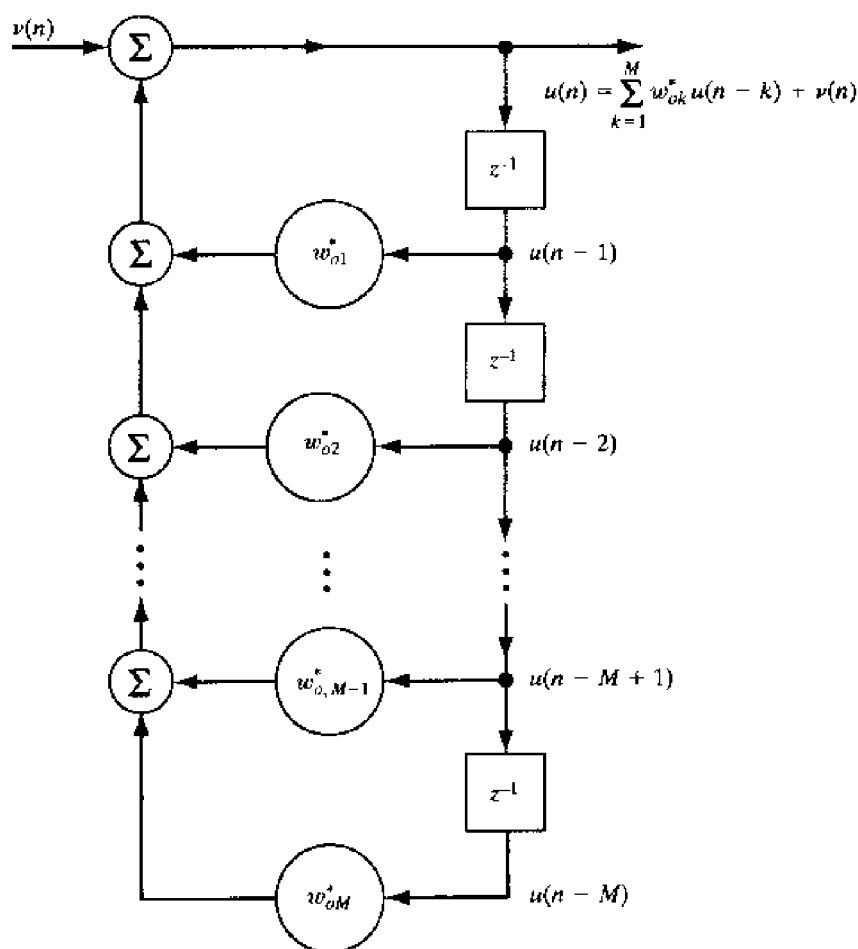 ν(n)
Σ
u(n) = Σ_{k=1}^{M} w*_{ok} u(n − k) + ν(n)
z⁻¹
Σ
w*_{o1}
u(n − 1)
z⁻¹
Σ
w*_{o2}
u(n − 2)
Σ
w*_{o, M−1}
u(n − M + 1)
z⁻¹
w*_{oM}
u(n − M)